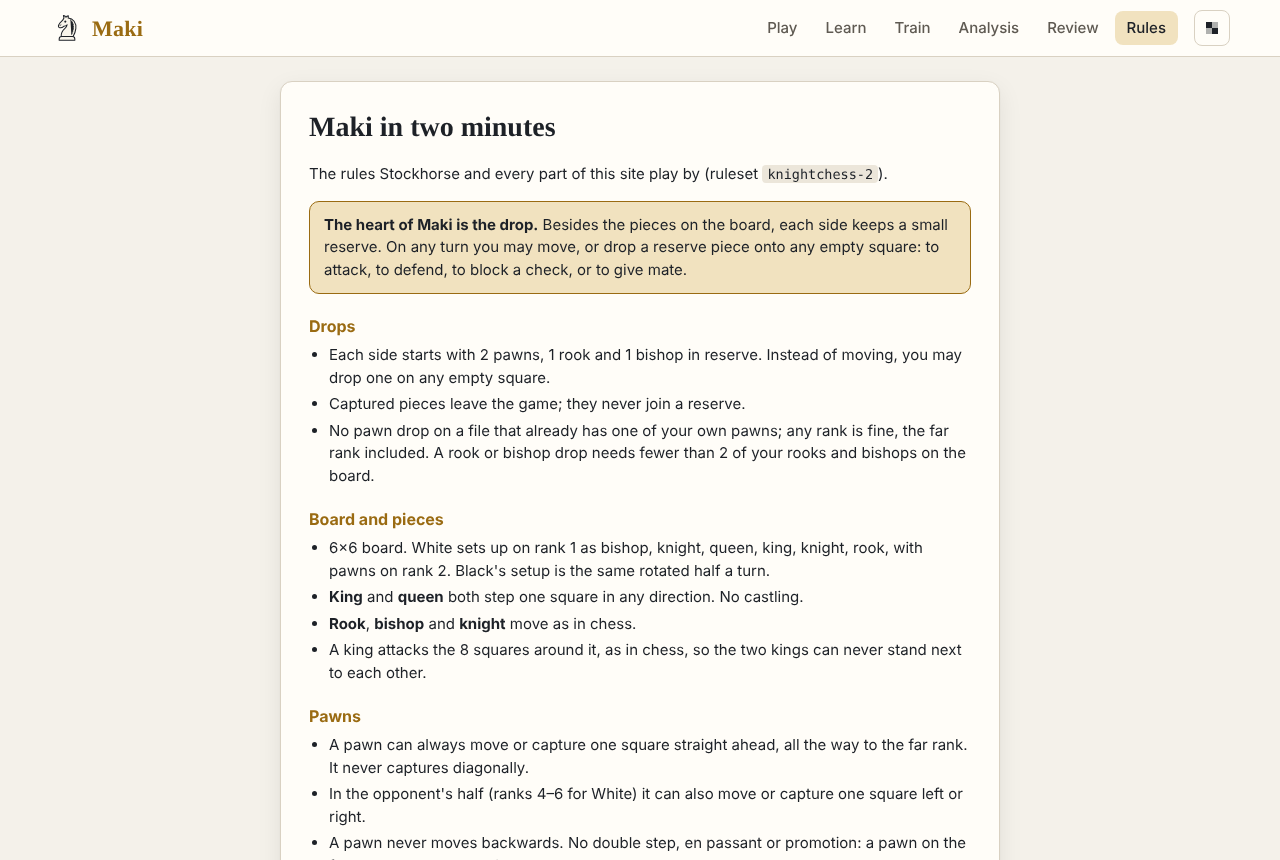 Maki
Play
Learn
Train
Analysis
Review
Rules
Maki in two minutes
The rules Stockhorse and every part of this site play by (ruleset knightchess-2).
The heart of Maki is the drop. Besides the pieces on the board, each side keeps a small
reserve. On any turn you may move, or drop a reserve piece onto any empty square: to
attack, to defend, to block a check, or to give mate.
Drops
• Each side starts with 2 pawns, 1 rook and 1 bishop in reserve. Instead of moving, you may
drop one on any empty square.
• Captured pieces leave the game; they never join a reserve.
• No pawn drop on a file that already has one of your own pawns; any rank is fine, the far
rank included. A rook or bishop drop needs fewer than 2 of your rooks and bishops on the
board.
Board and pieces
• 6×6 board. White sets up on rank 1 as bishop, knight, queen, king, knight, rook, with
pawns on rank 2. Black's setup is the same rotated half a turn.
• King and queen both step one square in any direction. No castling.
• Rook, bishop and knight move as in chess.
• A king attacks the 8 squares around it, as in chess, so the two kings can never stand next
to each other.
Pawns
• A pawn can always move or capture one square straight ahead, all the way to the far rank.
It never captures diagonally.
• In the opponent's half (ranks 4–6 for White) it can also move or capture one square left or
right.
• A pawn never moves backwards. No double step, en passant or promotion: a pawn on the